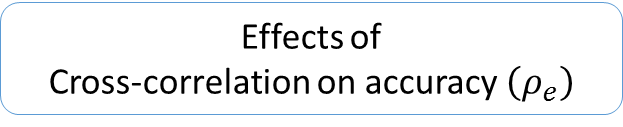 Effects of
Cross-correlation on accuracy (ρₑ)